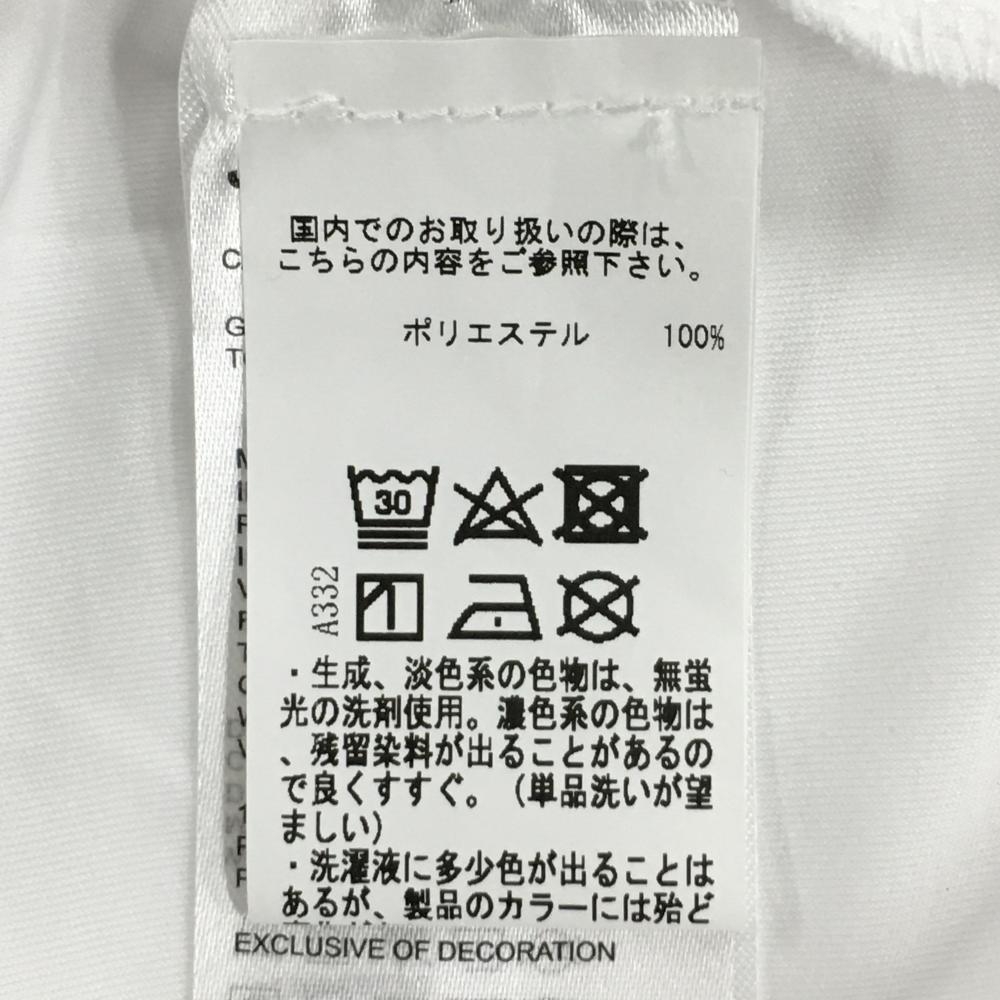 国内でのお取り扱いの際は、
こちらの内容をご参照下さい。
ポリエステル 100%
30
A332
・生成、淡色系の色物は、無蛍
光の洗剤使用。濃色系の色物は
、残留染料が出ることがあるの
で良くすすぐ。（単品洗いが望
ましい）
・洗濯液に多少色が出ることは
あるが、製品のカラーには殆ど
EXCLUSIVE OF DECORATION